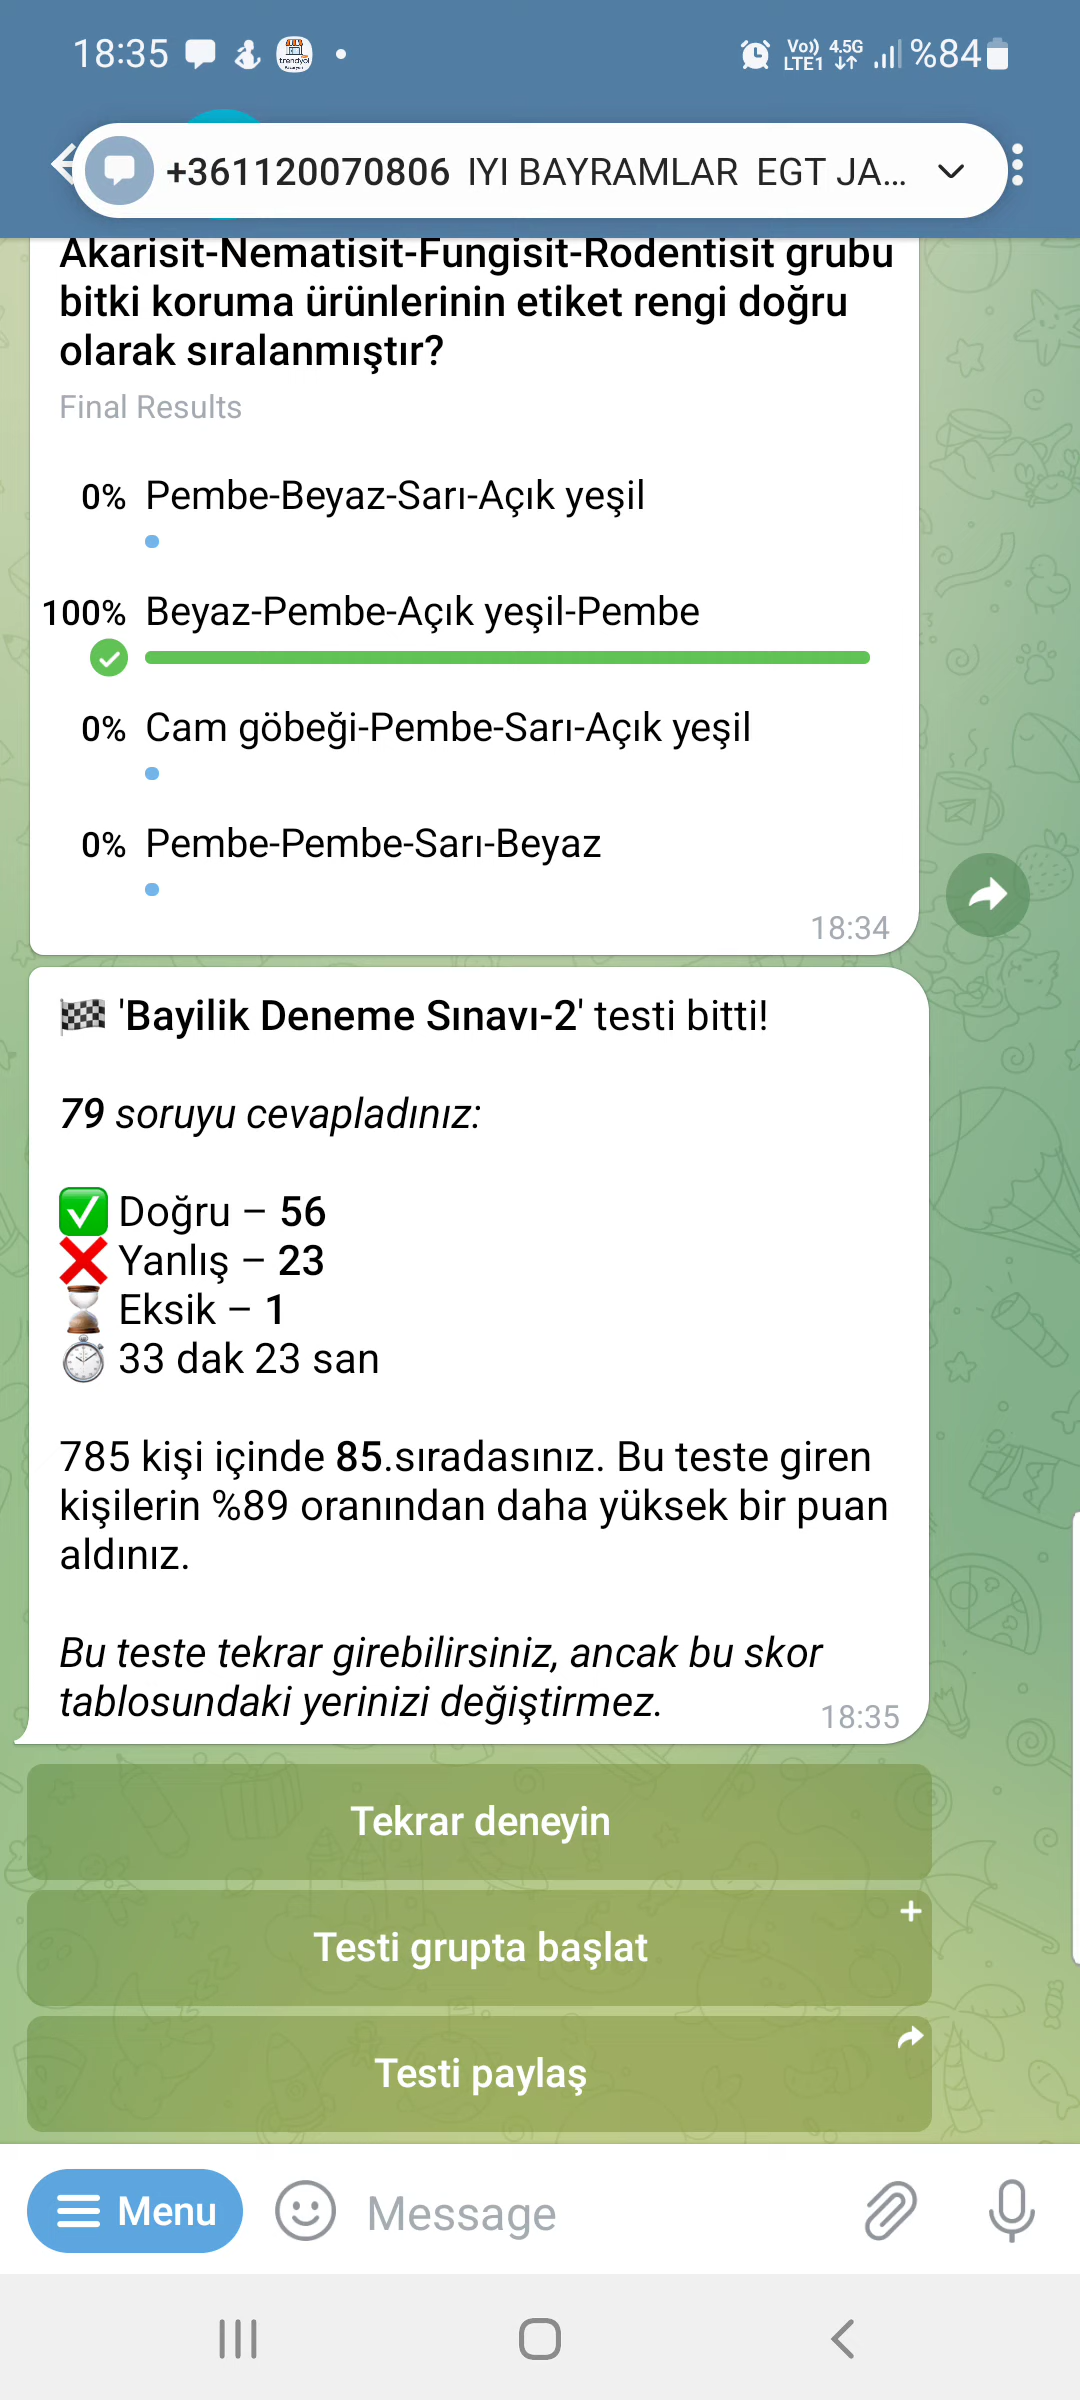 18:35
trendyol
Vo))
LTE1
4.5G
%84
+361120070806 IYI BAYRAMLAR EGT JA...
Akarisit-Nematisit-Fungisit-Rodentisit grubu
bitki koruma ürünlerinin etiket rengi doğru
olarak sıralanmıştır?
Final Results
0% Pembe-Beyaz-Sarı-Açık yeşil
100% Beyaz-Pembe-Açık yeşil-Pembe
0% Cam göbeği-Pembe-Sarı-Açık yeşil
0% Pembe-Pembe-Sarı-Beyaz
18:34
'Bayilik Deneme Sınavı-2' testi bitti!
79 soruyu cevapladınız:
Doğru – 56
Yanlış – 23
Eksik – 1
33 dak 23 san
785 kişi içinde 85.sıradasınız. Bu teste giren
kişilerin %89 oranından daha yüksek bir puan
aldınız.
Bu teste tekrar girebilirsiniz, ancak bu skor
tablosundaki yerinizi değiştirmez.
18:35
Tekrar deneyin
Testi grupta başlat
Testi paylaş
Menu
Message